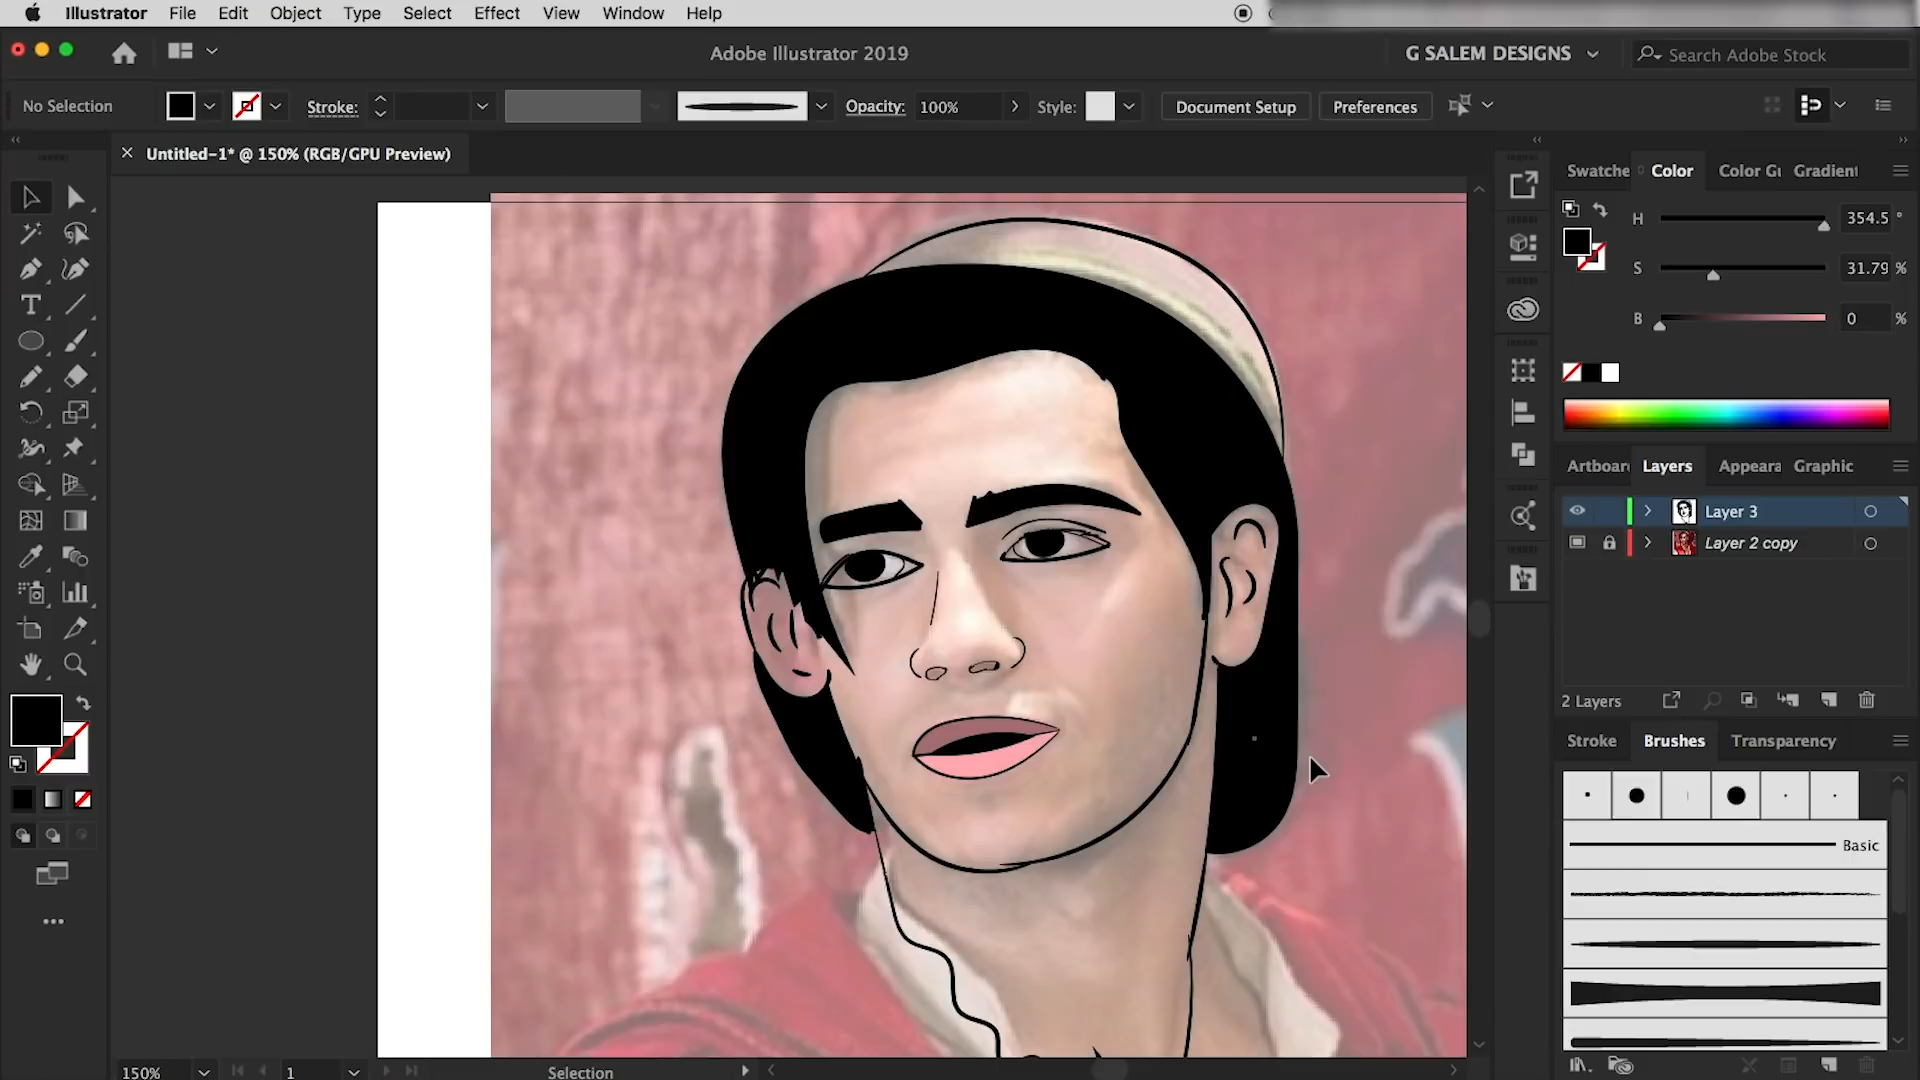 Illustrator File Edit Object Type Select Effect View Window Help
Adobe Illustrator 2019 G SALEM DESIGNS Search Adobe Stock
No Selection Stroke: Opacity: 100% Style: Document Setup Preferences
Untitled-1* @ 150% (RGB/GPU Preview)
Swatche Color Color Gu Gradient
H 354.5 °
S 31.79 %
B 0 %
Artboar Layers Appeara Graphic
Layer 3
Layer 2 copy
2 Layers
Stroke Brushes Transparency
Basic
150% 1 Selection